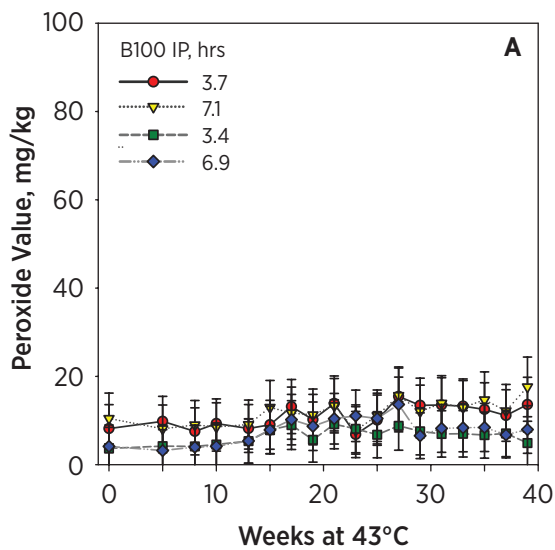 100
80
60
40
20
0
Peroxide Value, mg/kg
A
B100 IP, hrs
3.7
7.1
3.4
6.9
0 10 20 30 40
Weeks at 43°C